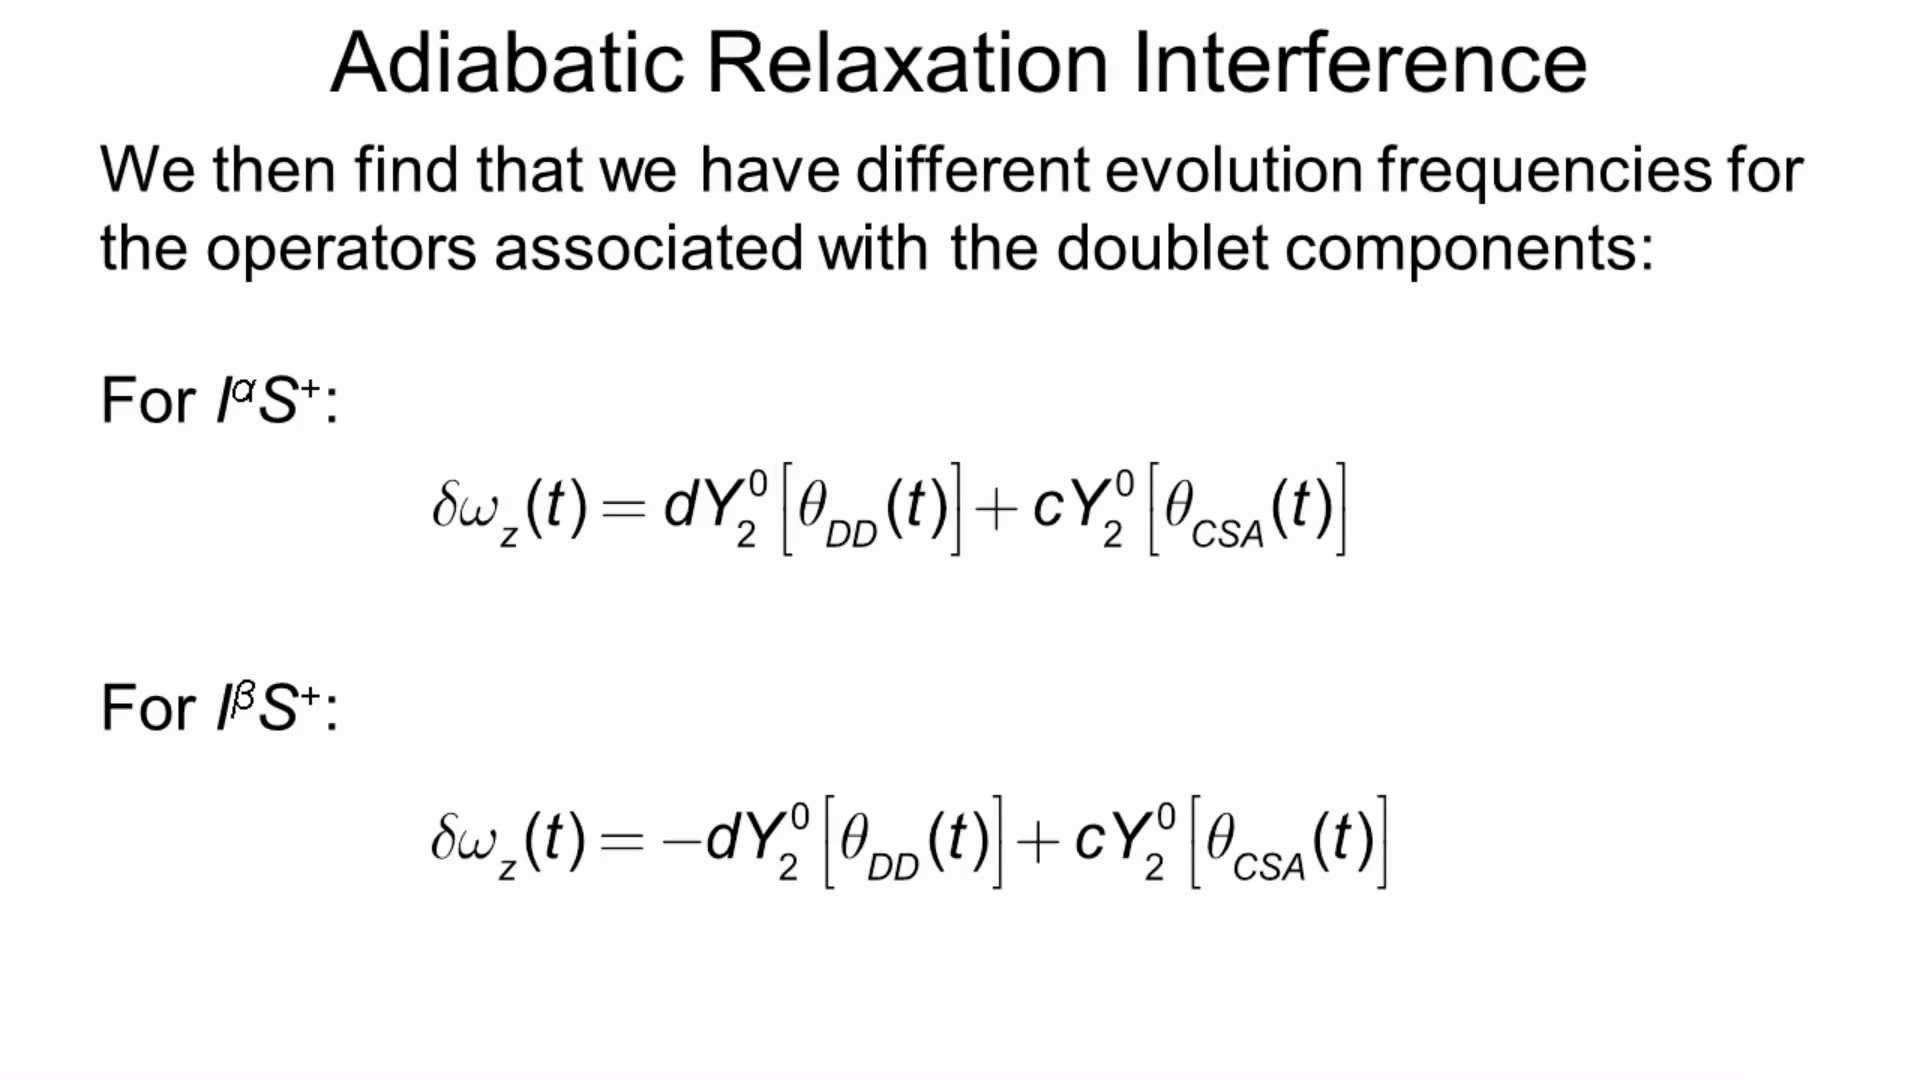 Adiabatic Relaxation Interference
We then find that we have different evolution frequencies for
the operators associated with the doublet components:
For I^αS^+:
δω_z(t) = dY_2^0[θ_DD(t)] + cY_2^0[θ_CSA(t)]
For I^βS^+:
δω_z(t) = −dY_2^0[θ_DD(t)] + cY_2^0[θ_CSA(t)]